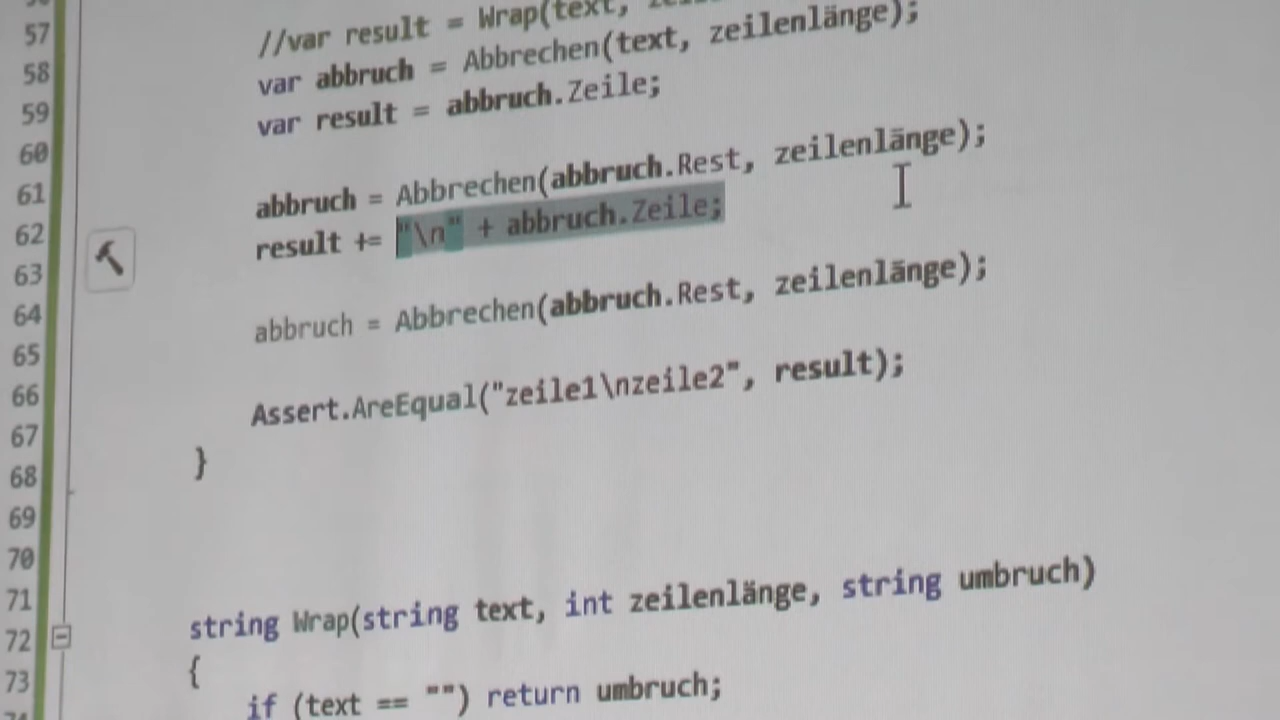 57 //var result = Wrap(text,
58 var abbruch = Abbrechen(text, zeilenlänge);
59 var result = abbruch.Zeile;
60
61 abbruch = Abbrechen(abbruch.Rest, zeilenlänge);
62 result += "\n" + abbruch.Zeile;
63
64 abbruch = Abbrechen(abbruch.Rest, zeilenlänge);
65
66 Assert.AreEqual("zeile1\nzeile2", result);
67 }
68
69
70
71 string Wrap(string text, int zeilenlänge, string umbruch)
72 {
73 if (text == "") return umbruch;